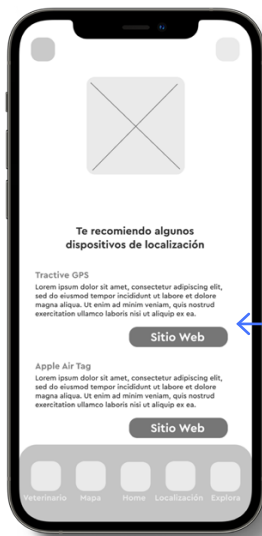 Te recomiendo algunos
dispositivos de localización
Tractive GPS
Lorem ipsum dolor sit amet, consectetur adipiscing elit,
sed do eiusmod tempor incididunt ut labore et dolore
magna aliqua. Ut enim ad minim veniam, quis nostrud
exercitation ullamco laboris nisi ut aliquip ex ea.
Sitio Web
Apple Air Tag
Lorem ipsum dolor sit amet, consectetur adipiscing elit,
sed do eiusmod tempor incididunt ut labore et dolore
magna aliqua. Ut enim ad minim veniam, quis nostrud
exercitation ullamco laboris nisi ut aliquip ex ea.
Sitio Web
Veterinario Mapa Home Localización Explora